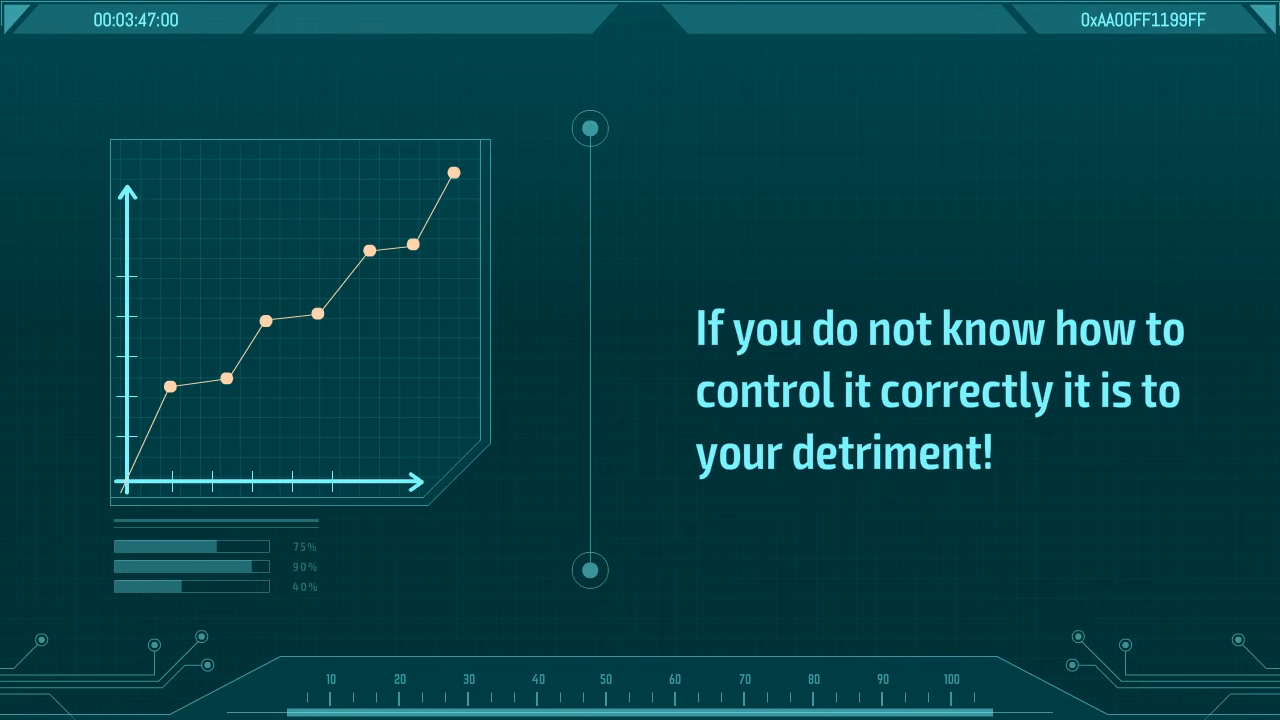 00:03:47:00
0xAA00FF1199FF
If you do not know how to
control it correctly it is to
your detriment!
75%
90%
40%
10 20 30 40 50 60 70 80 90 100